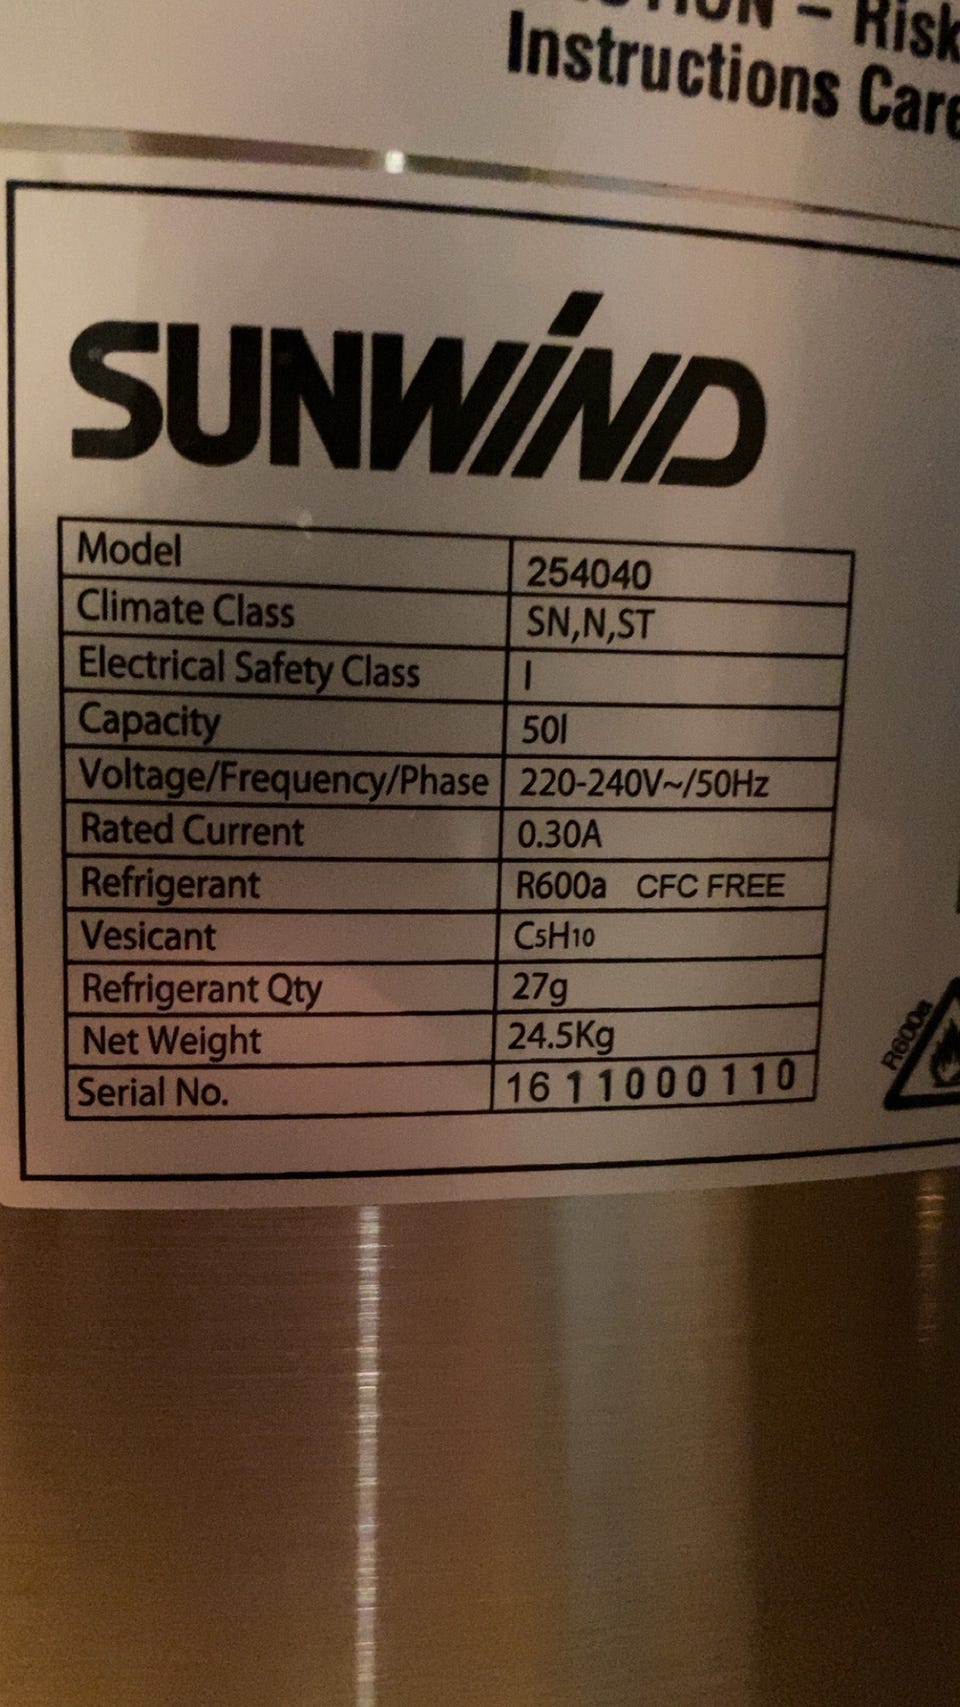 – Risk
Instructions Care
SUNWIND
Model 254040
Climate Class SN,N,ST
Electrical Safety Class I
Capacity 50l
Voltage/Frequency/Phase 220-240V~/50Hz
Rated Current 0.30A
Refrigerant R600a CFC FREE
Vesicant C5H10
Refrigerant Qty 27g
Net Weight 24.5Kg
Serial No. 16 11000110
R600a